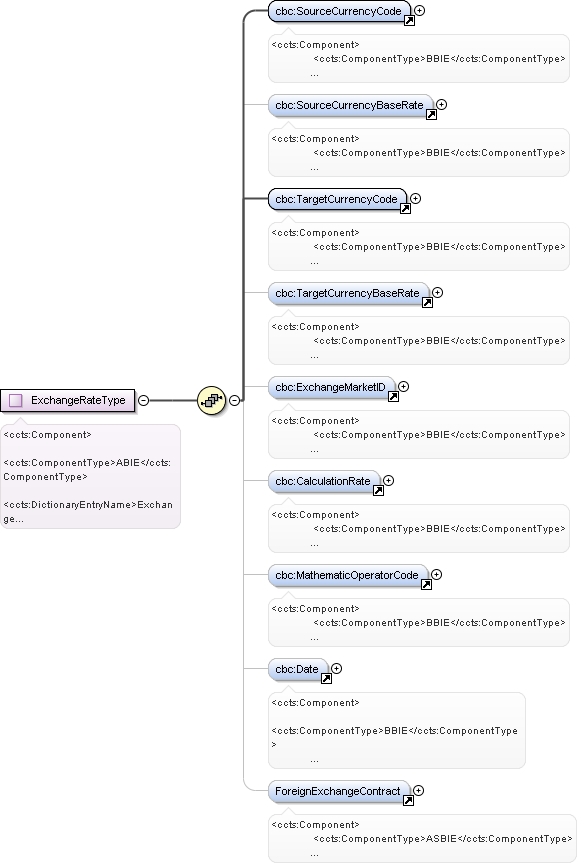 cbc:SourceCurrencyCode
<ccts:Component>
<ccts:ComponentType>BBIE</ccts:ComponentType>
...
cbc:SourceCurrencyBaseRate
<ccts:Component>
<ccts:ComponentType>BBIE</ccts:ComponentType>
...
cbc:TargetCurrencyCode
<ccts:Component>
<ccts:ComponentType>BBIE</ccts:ComponentType>
...
cbc:TargetCurrencyBaseRate
<ccts:Component>
<ccts:ComponentType>BBIE</ccts:ComponentType>
...
ExchangeRateType
<ccts:Component>
<ccts:ComponentType>ABIE</ccts:
ComponentType>
<ccts:DictionaryEntryName>Exchan
ge...
cbc:ExchangeMarketID
<ccts:Component>
<ccts:ComponentType>BBIE</ccts:ComponentType>
...
cbc:CalculationRate
<ccts:Component>
<ccts:ComponentType>BBIE</ccts:ComponentType>
...
cbc:MathematicOperatorCode
<ccts:Component>
<ccts:ComponentType>BBIE</ccts:ComponentType>
...
cbc:Date
<ccts:Component>
<ccts:ComponentType>BBIE</ccts:ComponentType
>
...
ForeignExchangeContract
<ccts:Component>
<ccts:ComponentType>ASBIE</ccts:ComponentType>
...